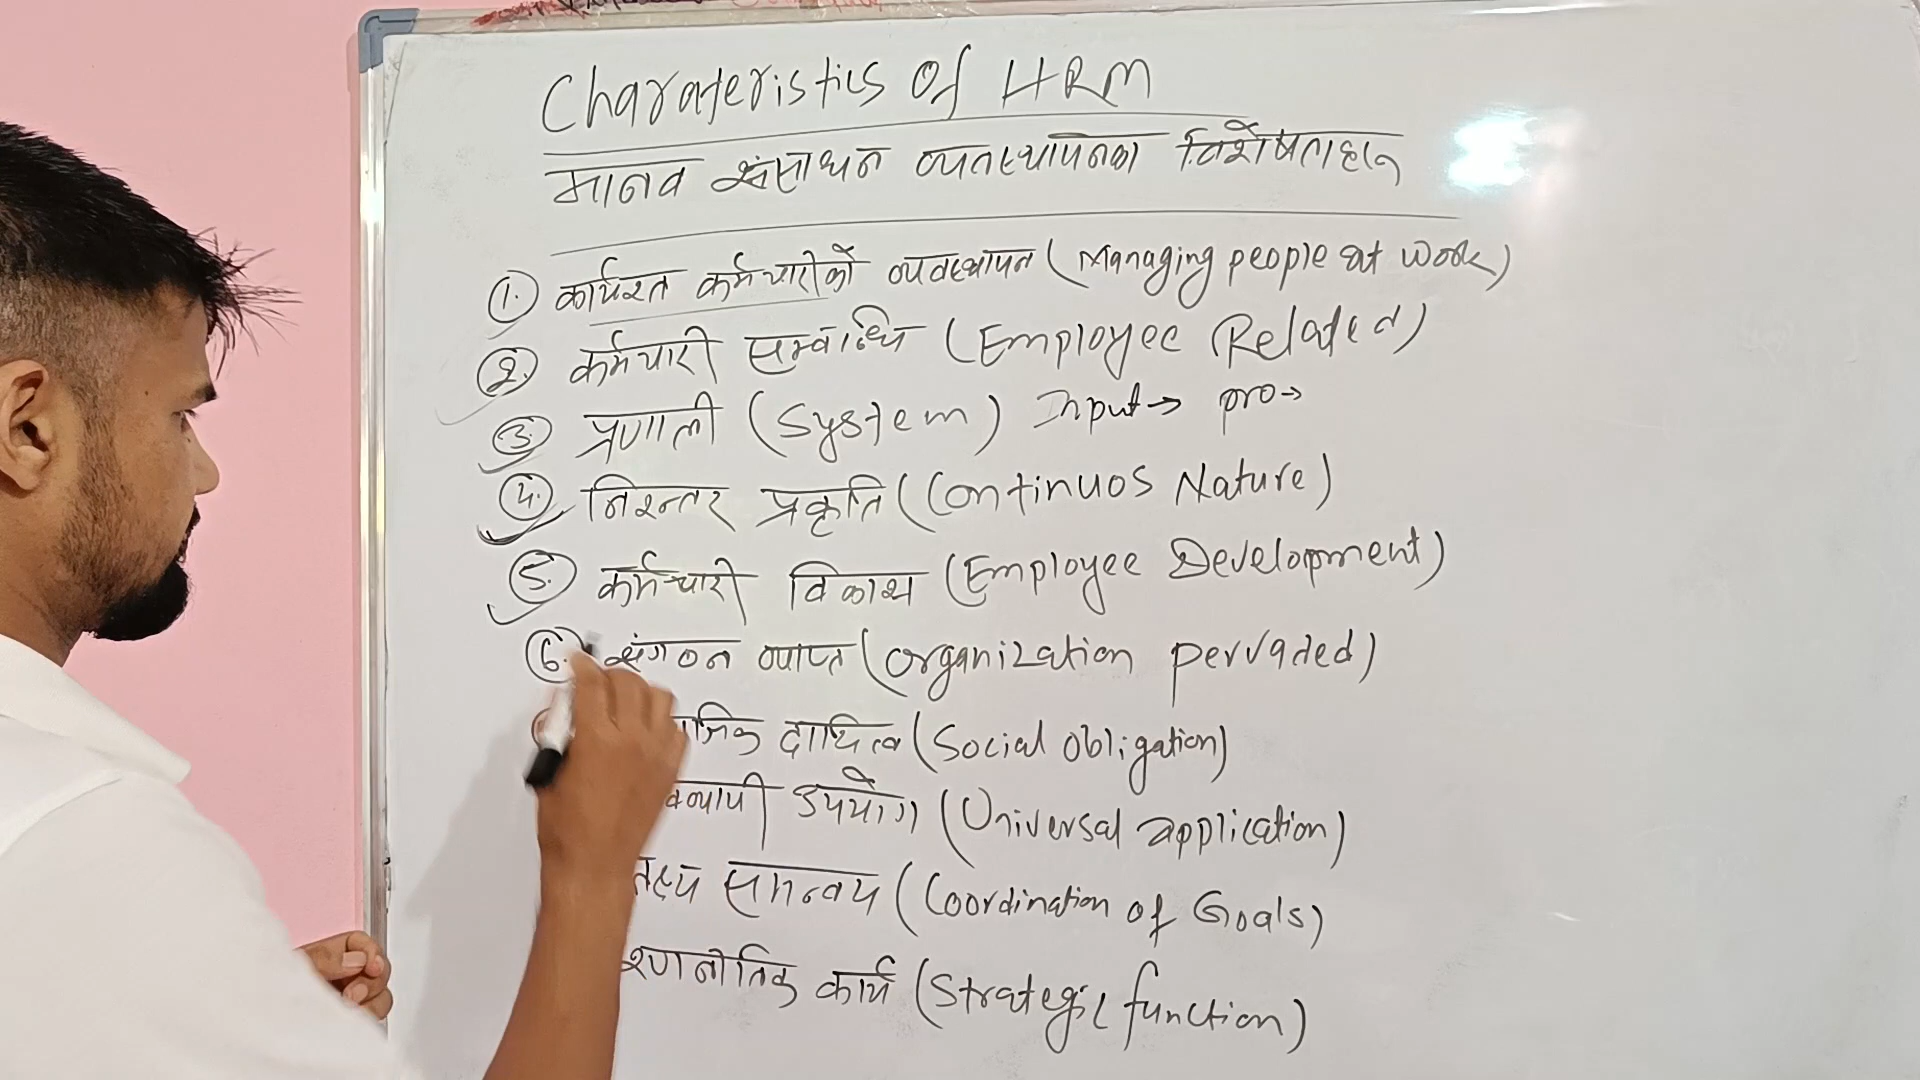 Charateristics Of HRM
मानव संसाधन व्यवस्थापनका विशेषताहरु
1. कार्यरत कर्मचारीको व्यवस्थापन (Managing people at work)
2. कर्मचारी सम्बन्धि (Employee Related)
3. प्रणाली (System) Input→ pro→
4. निरन्तर प्रकृति (Continuos Nature)
5. कर्मचारी विकाश (Employee Development)
6. संगठन व्याप्त (Organization pervaded)
दायित्व (Social obligation)
उपयोग (Universal application)
समन्वय (Coordination of Goals)
रणनीतिक कार्य (Strategic function)